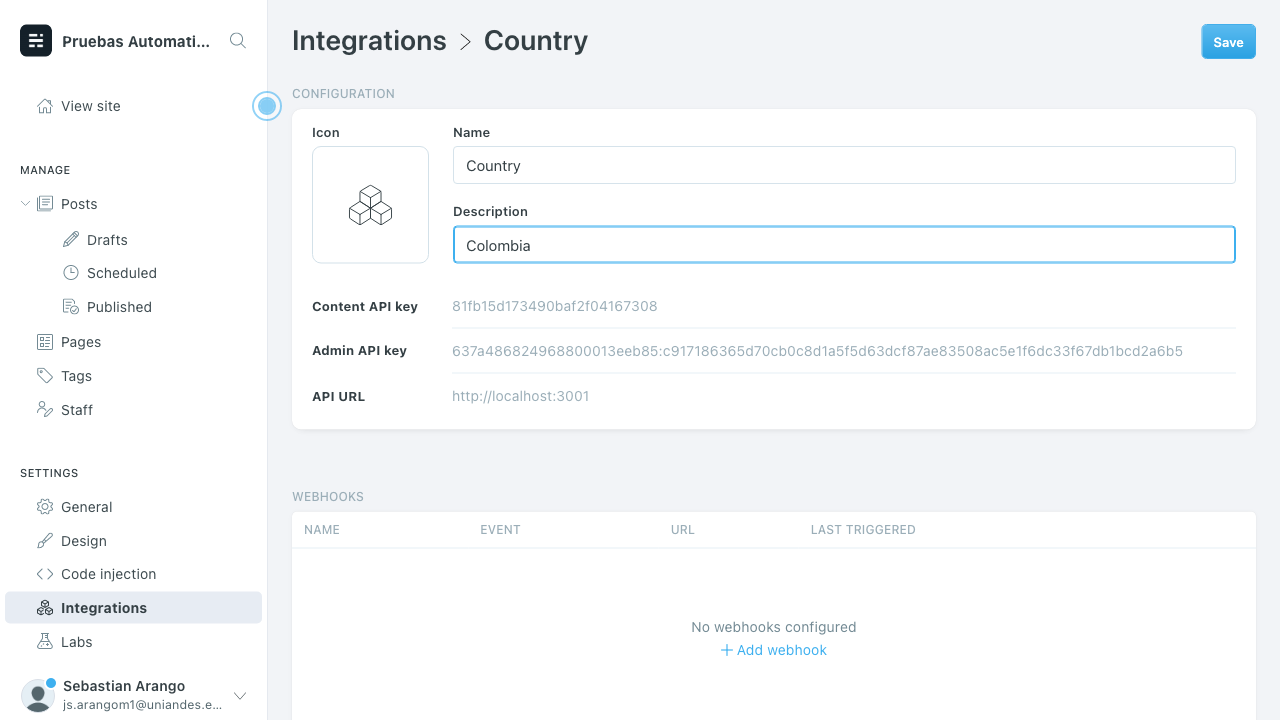 Pruebas Automati...
View site
MANAGE
Posts
Drafts
Scheduled
Published
Pages
Tags
Staff
SETTINGS
General
Design
Code injection
Integrations
Labs
Sebastian Arango
js.arangom1@uniandes.e...
Integrations > Country
Save
CONFIGURATION
Icon
Name
Country
Description
Colombia
Content API key 81fb15d173490baf2f04167308
Admin API key 637a486824968800013eeb85:c917186365d70cb0c8d1a5f5d63dcf87ae83508ac5e1f6dc33f67db1bcd2a6b5
API URL http://localhost:3001
WEBHOOKS
NAME EVENT URL LAST TRIGGERED
No webhooks configured
+ Add webhook